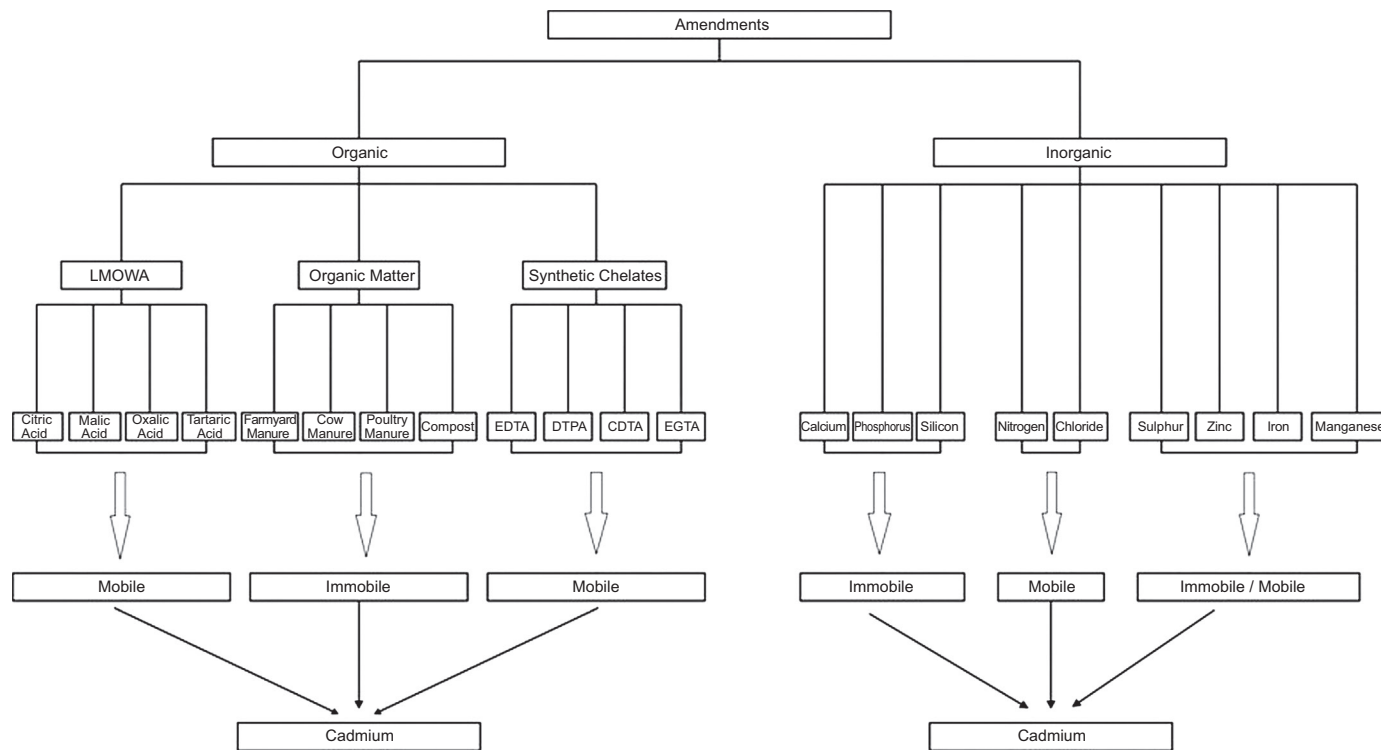 Amendments
Organic
Inorganic
LMOWA
Organic Matter
Synthetic Chelates
Citric
Acid
Malic
Acid
Oxalic
Acid
Tartaric
Acid
Farmyard
Manure
Cow
Manure
Poultry
Manure
Compost
EDTA
DTPA
CDTA
EGTA
Calcium
Phosphorus
Silicon
Nitrogen
Chloride
Sulphur
Zinc
Iron
Manganese
Mobile
Immobile
Mobile
Immobile
Mobile
Immobile / Mobile
Cadmium
Cadmium